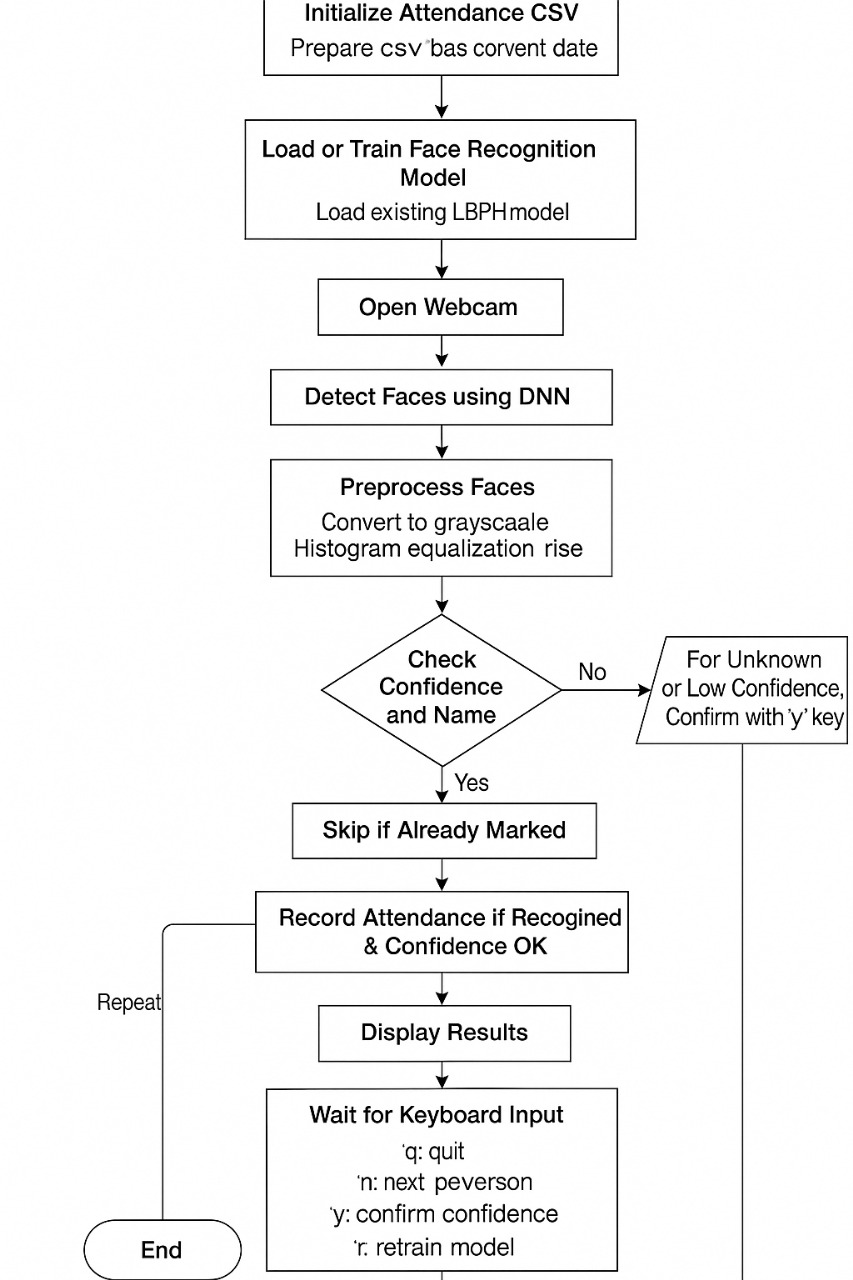 Initialize Attendance CSV
Prepare csv bas corvent date
Load or Train Face Recognition
Model
Load existing LBPH model
Open Webcam
Detect Faces using DNN
Preprocess Faces
Convert to grayscaale
Histogram equalization rise
Check
Confidence
and Name
No
For Unknown
or Low Confidence,
Confirm with 'y' key
Yes
Skip if Already Marked
Record Attendance if Recogined
& Confidence OK
Repeat
Display Results
Wait for Keyboard Input
'q: quit
'n: next peverson
'y: confirm confidence
'r: retrain model
End